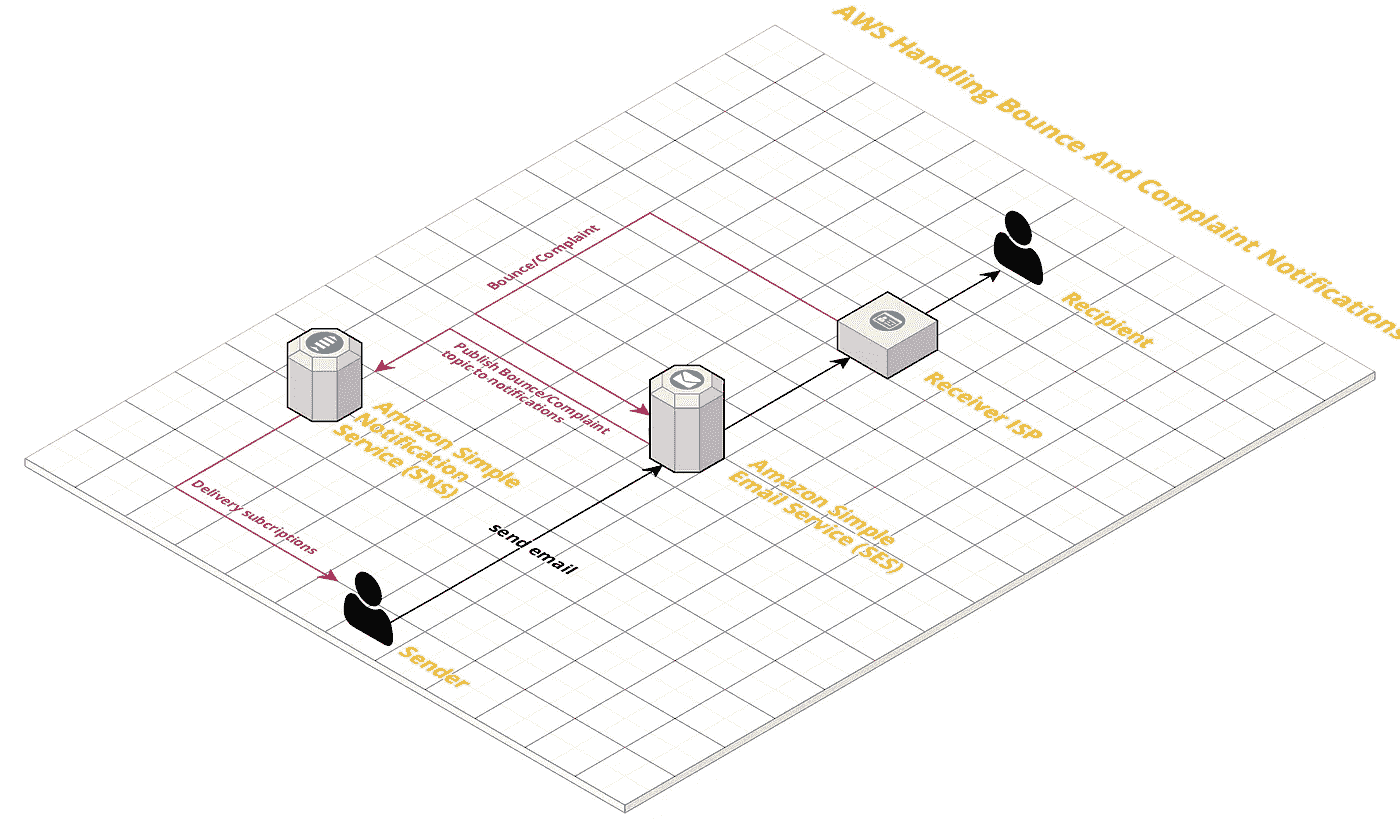 AWS Handling Bounce And Complaint Notifications
Bounce/Complaint
Recipient
Publish Bounce/Complaint
topic to notifications
Receiver ISP
Amazon Simple
Notification
Service (SNS)
Amazon Simple
Email Service (SES)
Delivery subcriptions
send email
Sender